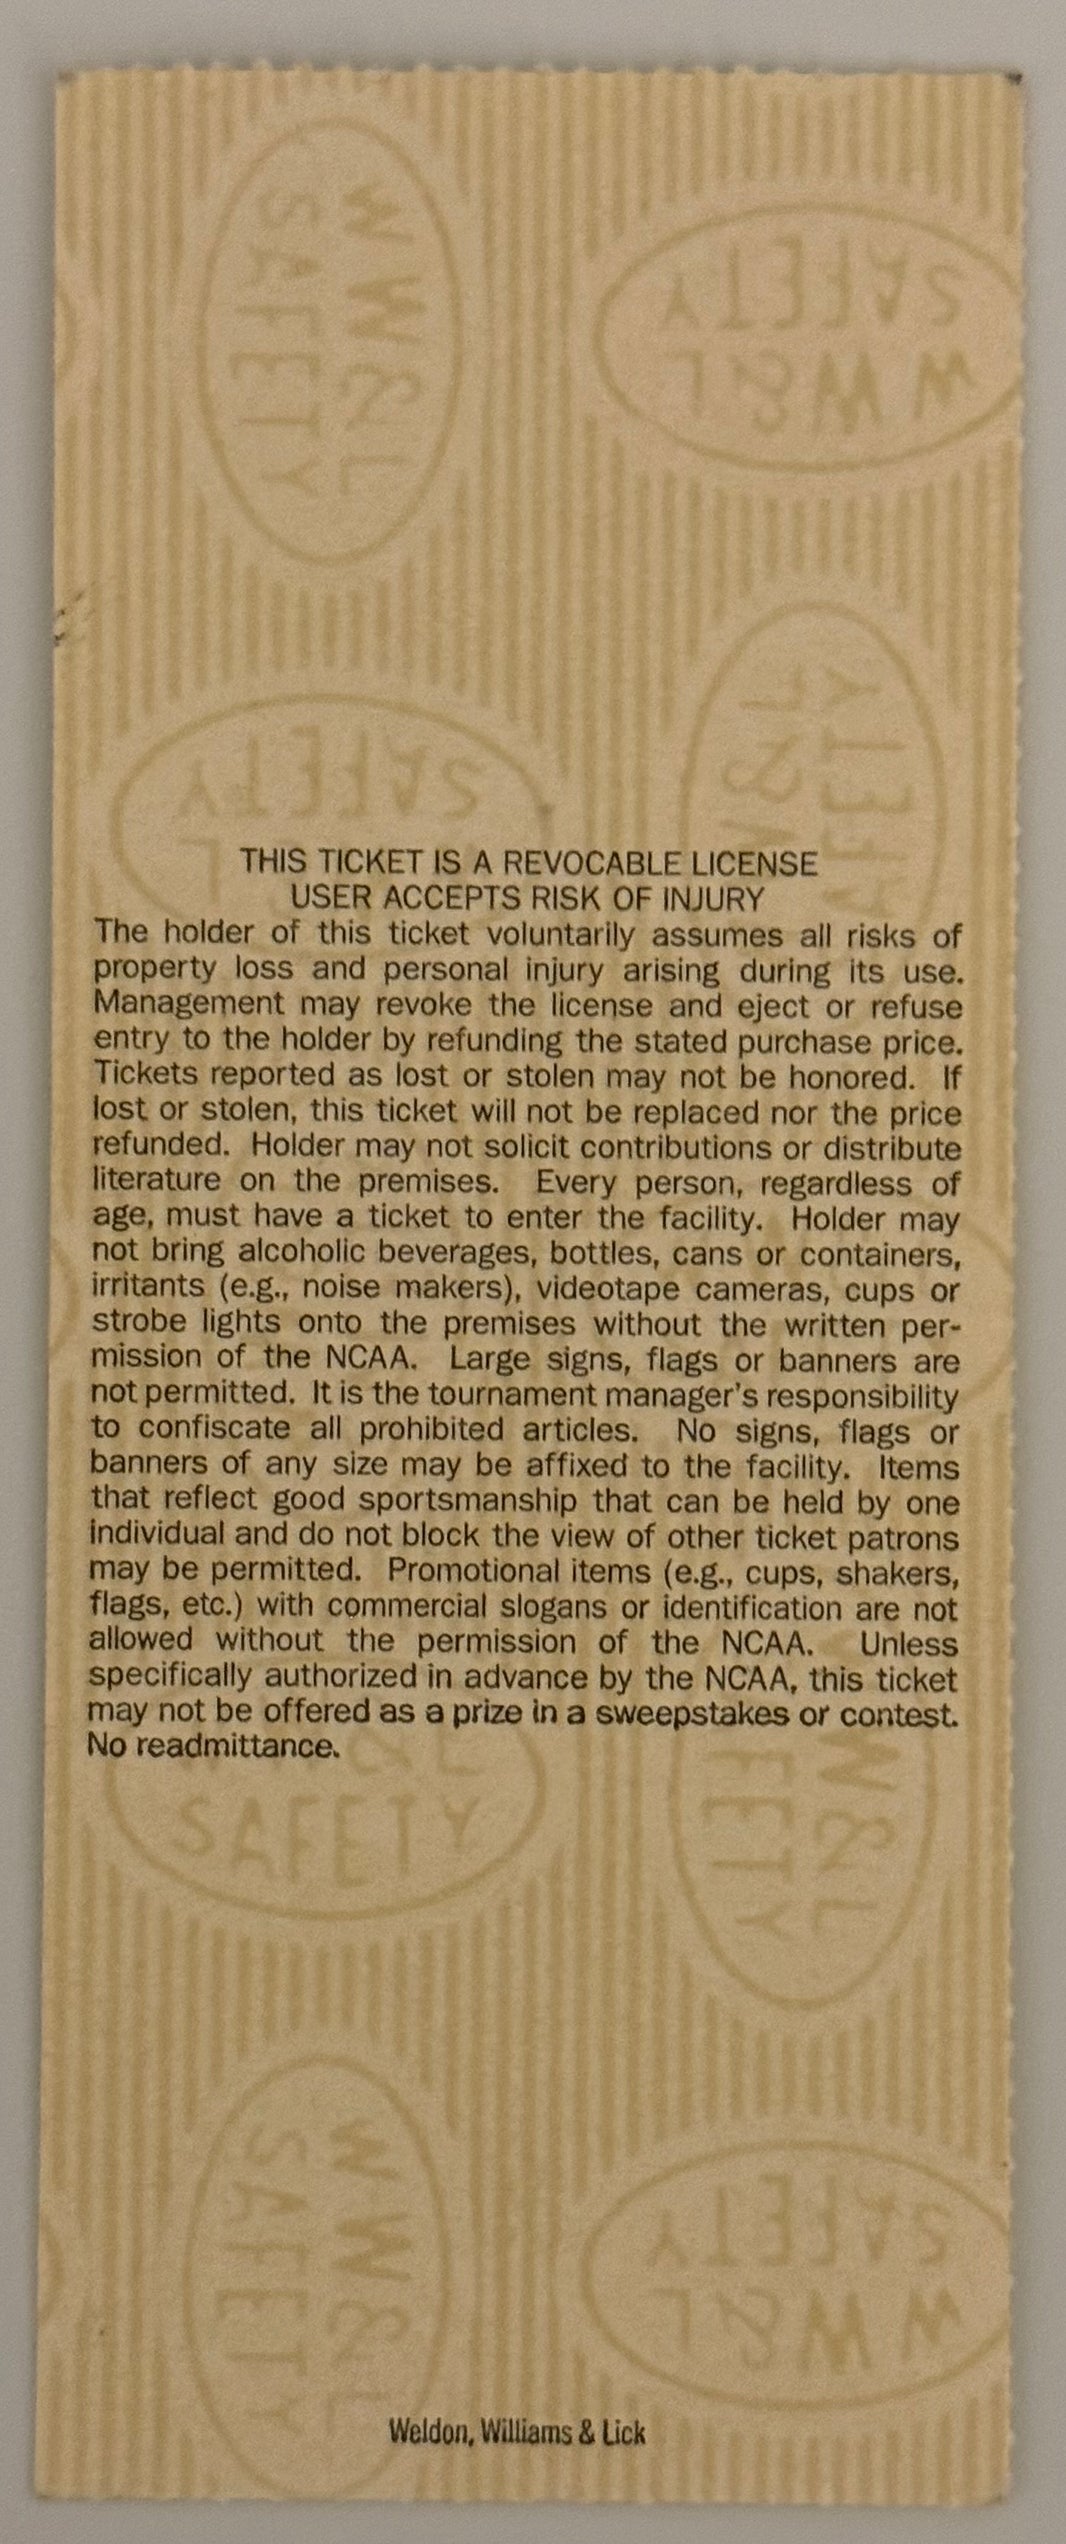 W W&L
SAFETY
W W&L
SAFETY
SAFETY
THIS TICKET IS A REVOCABLE LICENSE
USER ACCEPTS RISK OF INJURY
The holder of this ticket voluntarily assumes all risks of
property loss and personal injury arising during its use.
Management may revoke the license and eject or refuse
entry to the holder by refunding the stated purchase price.
Tickets reported as lost or stolen may not be honored. If
lost or stolen, this ticket will not be replaced nor the price
refunded. Holder may not solicit contributions or distribute
literature on the premises. Every person, regardless of
age, must have a ticket to enter the facility. Holder may
not bring alcoholic beverages, bottles, cans or containers,
irritants (e.g., noise makers), videotape cameras, cups or
strobe lights onto the premises without the written per-
mission of the NCAA. Large signs, flags or banners are
not permitted. It is the tournament manager's responsibility
to confiscate all prohibited articles. No signs, flags or
banners of any size may be affixed to the facility. Items
that reflect good sportsmanship that can be held by one
individual and do not block the view of other ticket patrons
may be permitted. Promotional items (e.g., cups, shakers,
flags, etc.) with commercial slogans or identification are not
allowed without the permission of the NCAA. Unless
specifically authorized in advance by the NCAA, this ticket
may not be offered as a prize in a sweepstakes or contest.
No readmittance.
SAFETY
W W&L
SAFETY
W W&L
SAFETY
Weldon, Williams & Lick